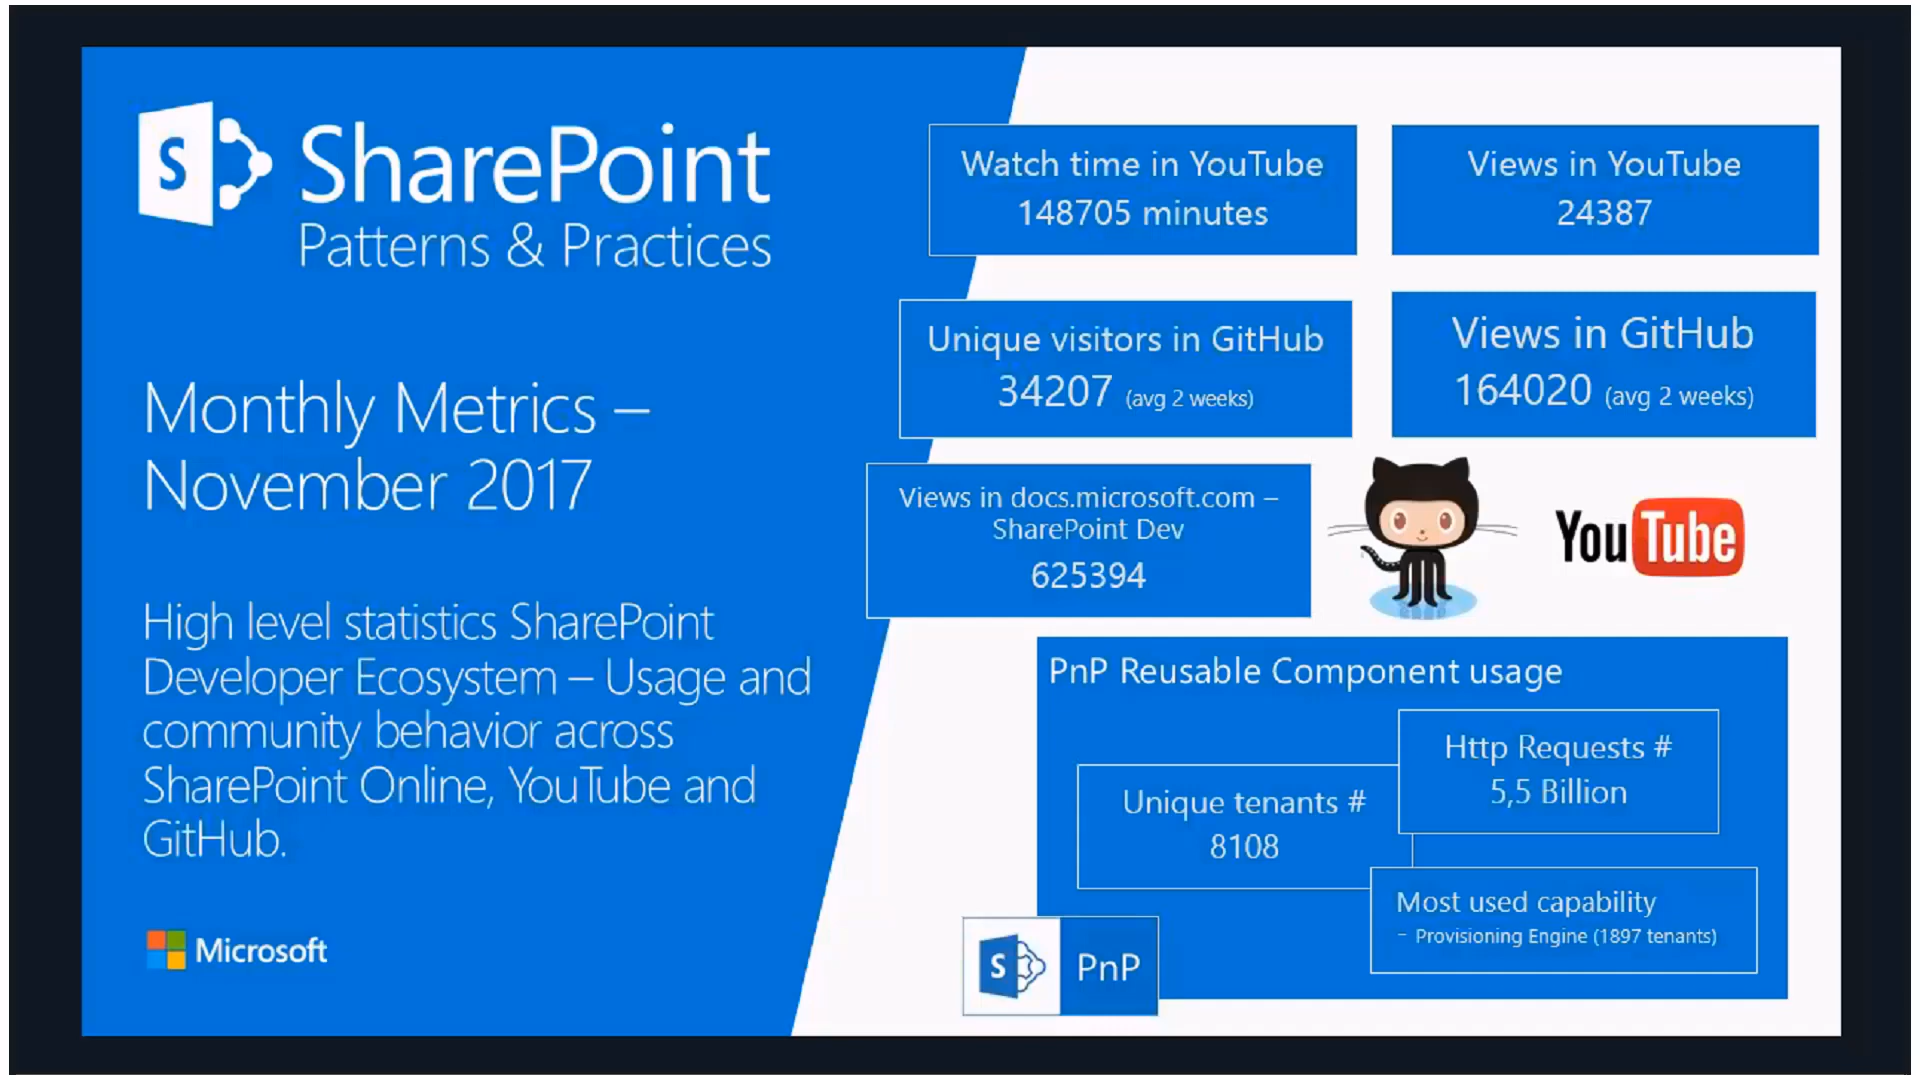 S
SharePoint
Patterns & Practices
Monthly Metrics –
November 2017
High level statistics SharePoint
Developer Ecosystem – Usage and
community behavior across
SharePoint Online, YouTube and
GitHub.
Microsoft
Watch time in YouTube
148705 minutes
Views in YouTube
24387
Unique visitors in GitHub
34207 (avg 2 weeks)
Views in GitHub
164020 (avg 2 weeks)
Views in docs.microsoft.com –
SharePoint Dev
625394
YouTube
PnP Reusable Component usage
Http Requests #
5,5 Billion
Unique tenants #
8108
Most used capability
– Provisioning Engine (1897 tenants)
S
PnP